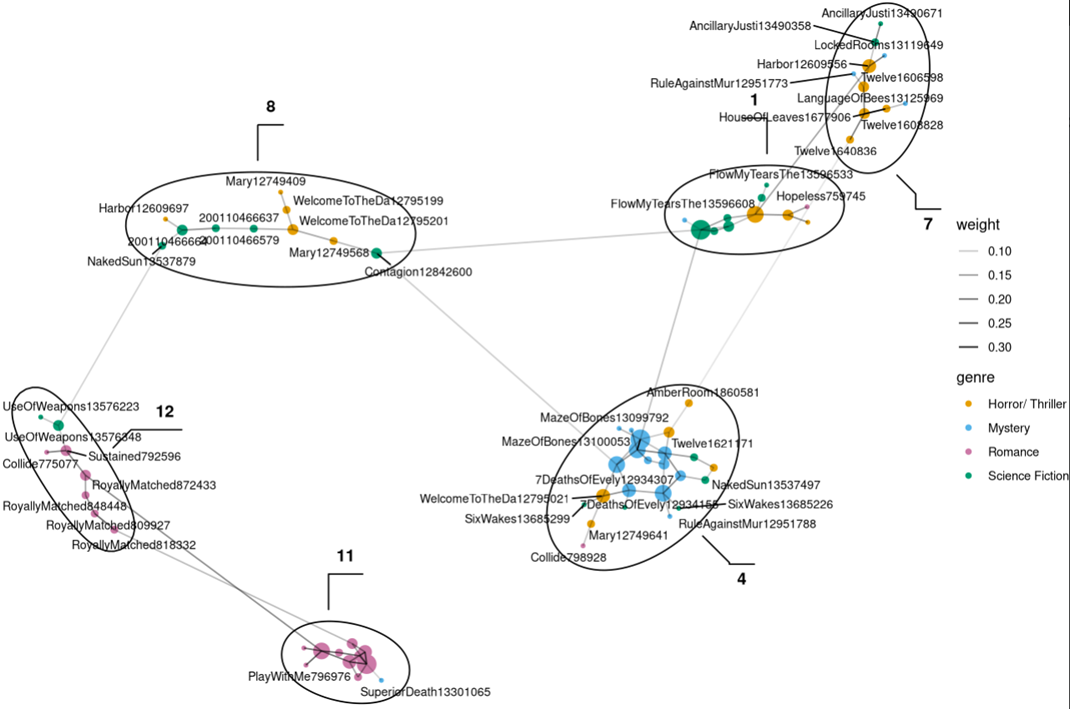 AncillaryJusti13490671
AncillaryJusti13490358
LockedRooms13119649
Harbor12609556
Twelve1606598
RuleAgainstMur12951773
LanguageOfBees13125969
HouseOfLeaves1677906
Twelve1608828
Twelve1640836
8
1
7
FlowMyTearsThe13596533
Hopeless759745
FlowMyTearsThe13596608
Mary12749409
WelcomeToTheDa12795199
Harbor12609697
200110466637
WelcomeToTheDa12795201
200110466664
200110466579
Mary12749568
NakedSun13537879
Contagion12842600
weight
0.10
0.15
0.20
0.25
0.30
genre
Horror/ Thriller
Mystery
Romance
Science Fiction
UseOfWeapons13576223
12
UseOfWeapons13576348
Sustained792596
Collide775077
RoyallyMatched872433
RoyallyMatched848448
RoyallyMatched809927
RoyallyMatched818332
AmberRoom1860581
MazeOfBones13099792
MazeOfBones13100053
Twelve1621171
7DeathsOfEvely12934307
NakedSun13537497
WelcomeToTheDa12795021
7DeathsOfEvely12934155
SixWakes13685226
SixWakes13685299
RuleAgainstMur12951788
Mary12749641
Collide798928
4
11
PlayWithMe796976
SuperiorDeath13301065